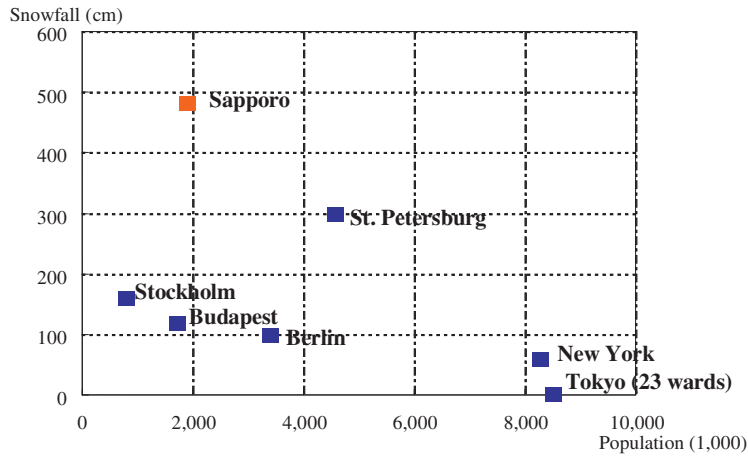 Snowfall (cm)
600
500
Sapporo
400
300
St. Petersburg
200
Stockholm
Budapest
100
Berlin
New York
Tokyo (23 wards)
0
0 2,000 4,000 6,000 8,000 10,000
Population (1,000)